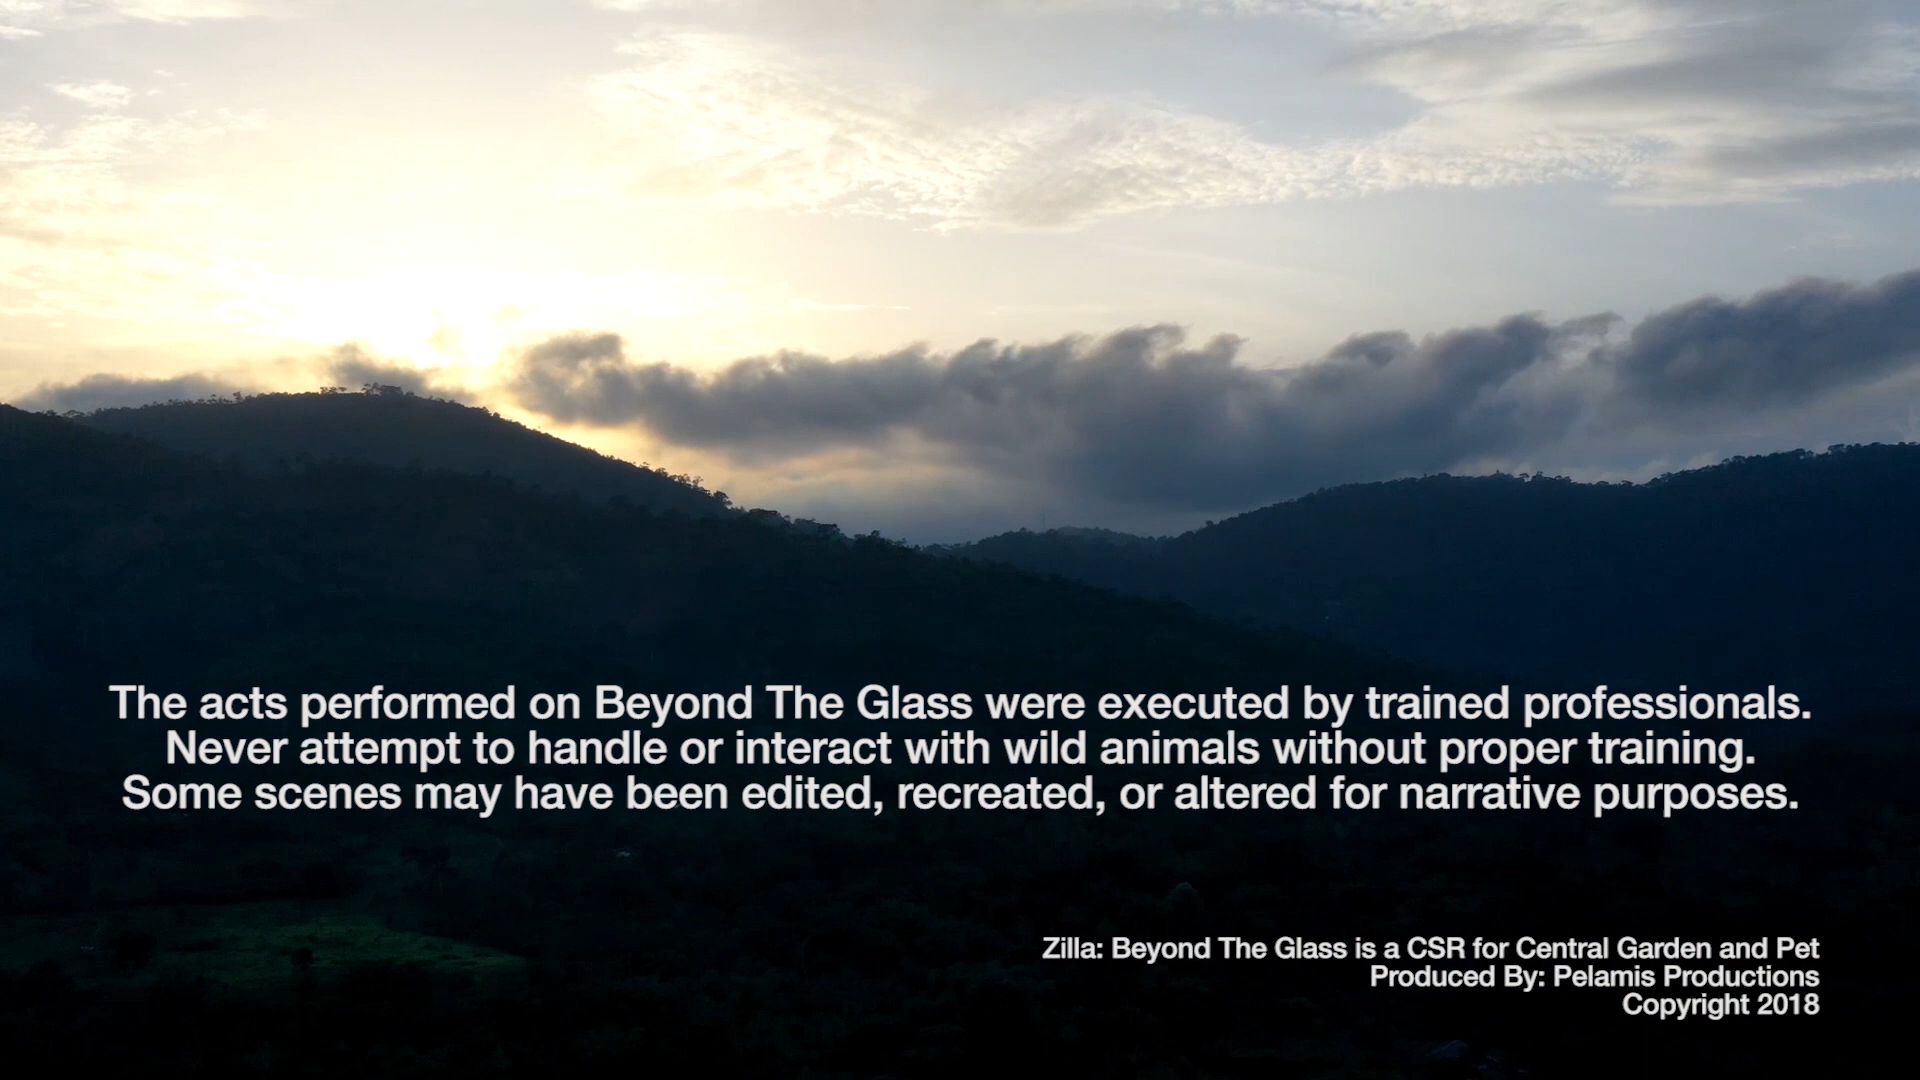 The acts performed on Beyond The Glass were executed by trained professionals.
Never attempt to handle or interact with wild animals without proper training.
Some scenes may have been edited, recreated, or altered for narrative purposes.
Zilla: Beyond The Glass is a CSR for Central Garden and Pet
Produced By: Pelamis Productions
Copyright 2018